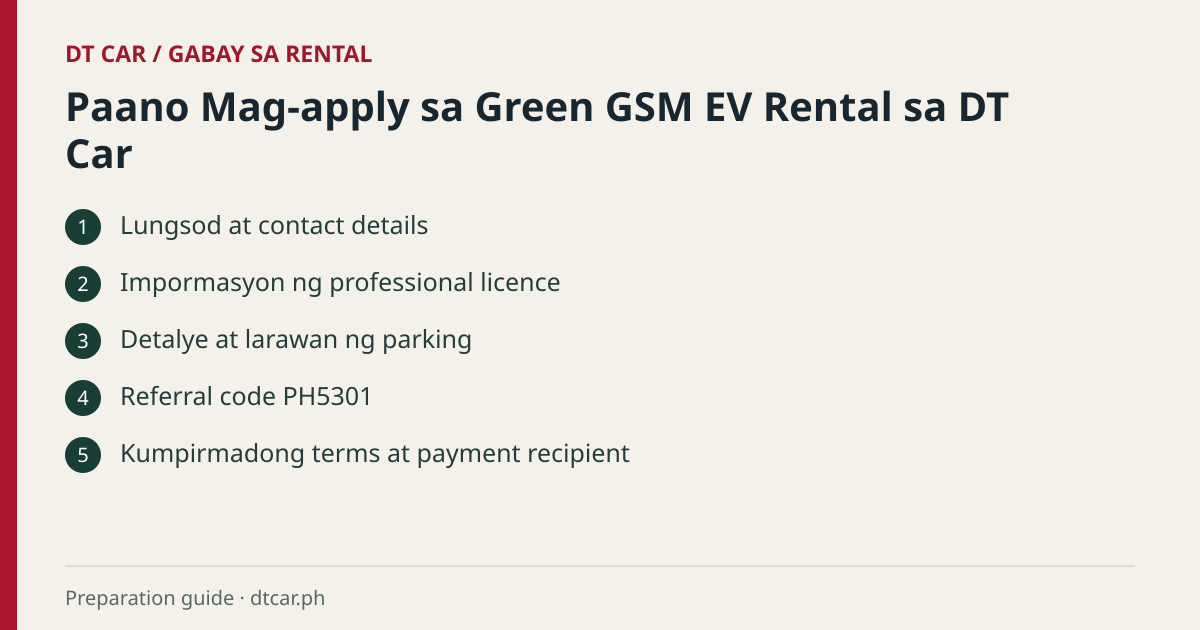 DT CAR / GABAY SA RENTAL
Paano Mag-apply sa Green GSM EV Rental sa DT
Car
1 Lungsod at contact details
2 Impormasyon ng professional licence
3 Detalye at larawan ng parking
4 Referral code PH5301
5 Kumpirmadong terms at payment recipient
Preparation guide · dtcar.ph